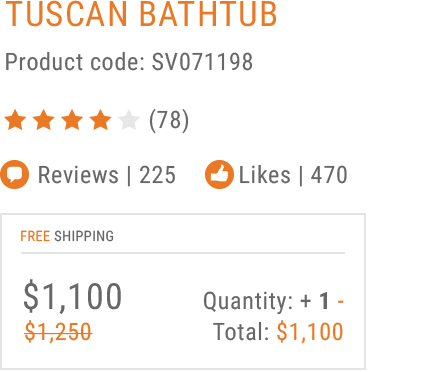 TUSCAN BATHTUB
Product code: SV071198
(78)
Reviews | 225 Likes | 470
FREE SHIPPING
$1,100 Quantity: + 1 -
$1,250 Total: $1,100